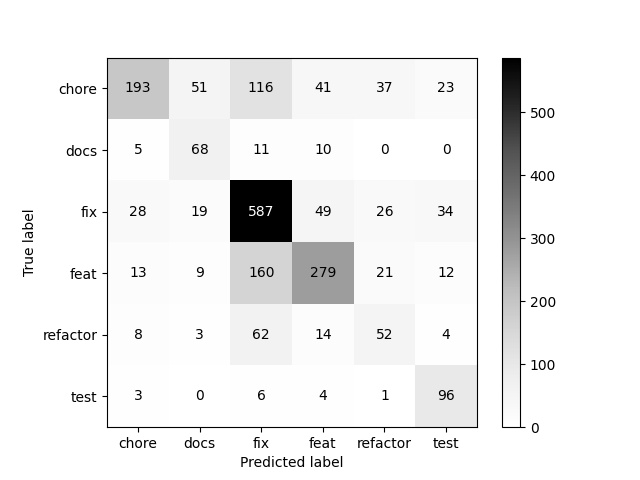 chore 193 51 116 41 37 23
docs 5 68 11 10 0 0
fix 28 19 587 49 26 34
feat 13 9 160 279 21 12
refactor 8 3 62 14 52 4
test 3 0 6 4 1 96
chore docs fix feat refactor test
Predicted label
True label
500
400
300
200
100
0